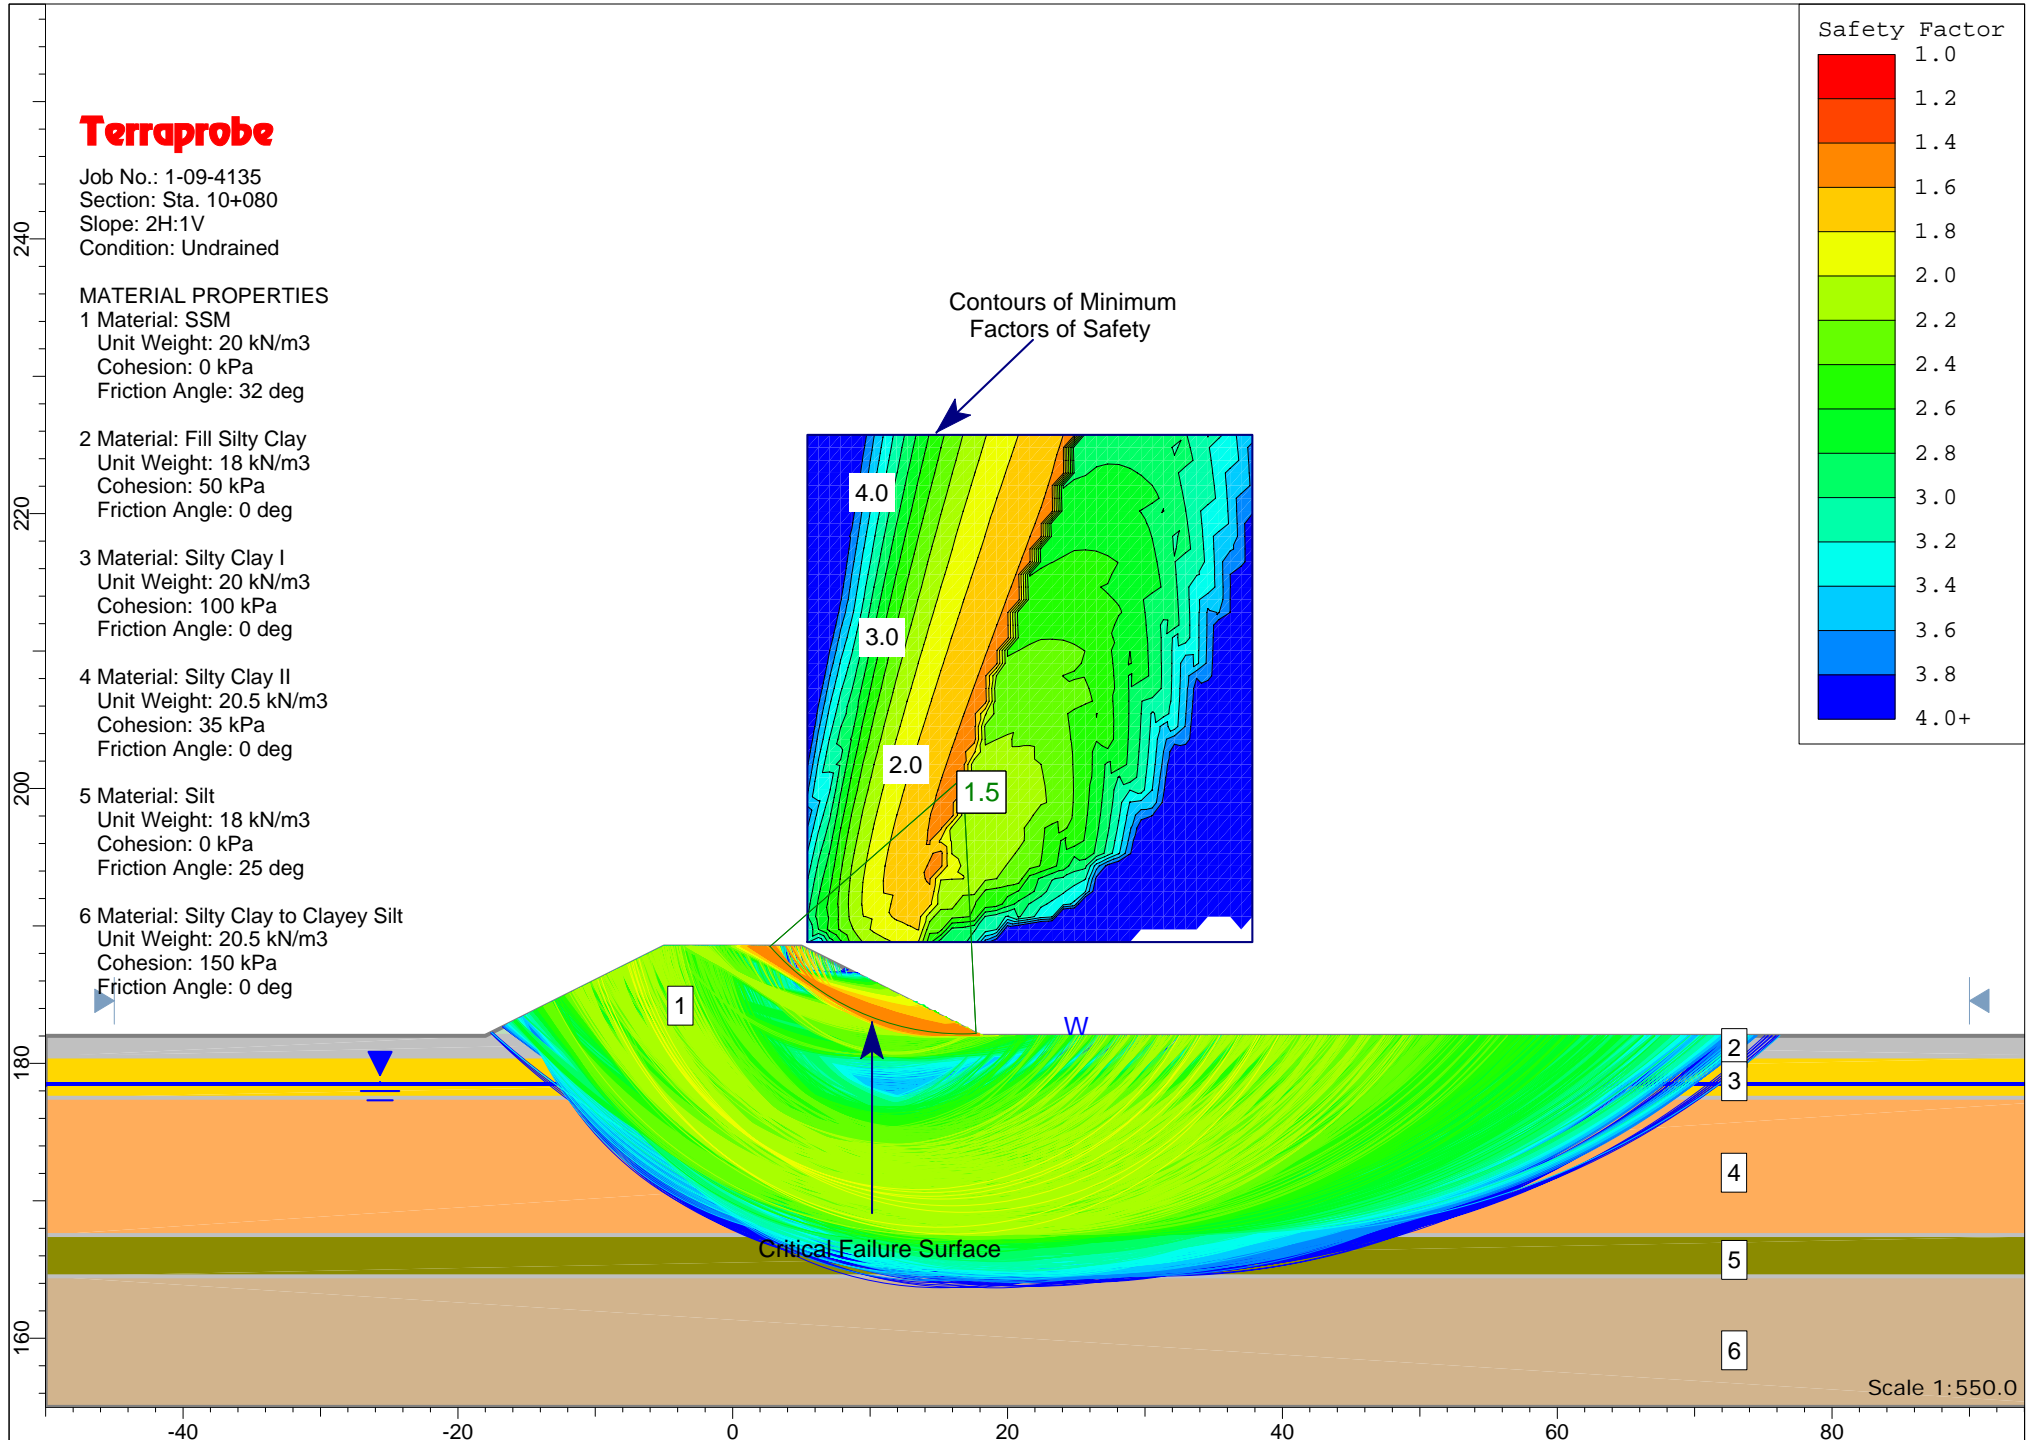 Terraprobe
Job No.: 1-09-4135
Section: Sta. 10+080
Slope: 2H:1V
Condition: Undrained
MATERIAL PROPERTIES
1 Material: SSM
Unit Weight: 20 kN/m3
Cohesion: 0 kPa
Friction Angle: 32 deg
2 Material: Fill Silty Clay
Unit Weight: 18 kN/m3
Cohesion: 50 kPa
Friction Angle: 0 deg
3 Material: Silty Clay I
Unit Weight: 20 kN/m3
Cohesion: 100 kPa
Friction Angle: 0 deg
4 Material: Silty Clay II
Unit Weight: 20.5 kN/m3
Cohesion: 35 kPa
Friction Angle: 0 deg
5 Material: Silt
Unit Weight: 18 kN/m3
Cohesion: 0 kPa
Friction Angle: 25 deg
6 Material: Silty Clay to Clayey Silt
Unit Weight: 20.5 kN/m3
Cohesion: 150 kPa
Friction Angle: 0 deg
Contours of Minimum
Factors of Safety
4.0
3.0
2.0
1.5
Safety Factor
1.0
1.2
1.4
1.6
1.8
2.0
2.2
2.4
2.6
2.8
3.0
3.2
3.4
3.6
3.8
4.0+
240
220
200
180
160
1
W
2
3
4
5
6
Critical Failure Surface
Scale 1:550.0
-40
-20
0
20
40
60
80